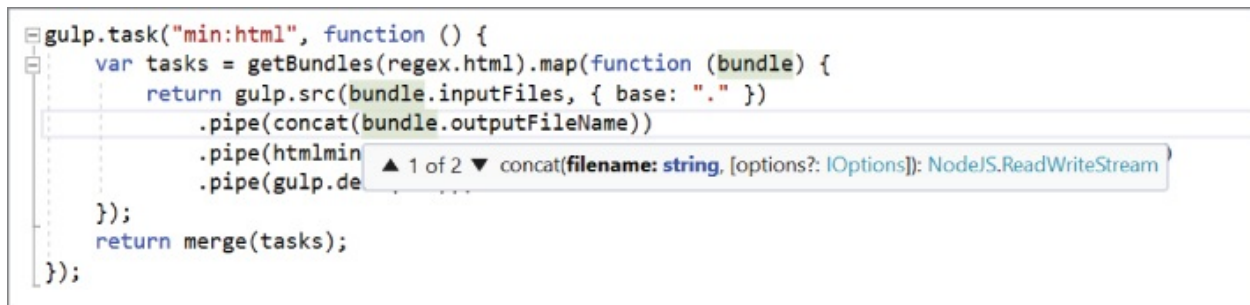 gulp.task("min:html", function () {
    var tasks = getBundles(regex.html).map(function (bundle) {
        return gulp.src(bundle.inputFiles, { base: "." })
            .pipe(concat(bundle.outputFileName))
            .pipe(htmlmin
▲ 1 of 2 ▼ concat(filename: string, [options?: IOptions]): NodeJS.ReadWriteStream
            .pipe(gulp.de
    });
    return merge(tasks);
});